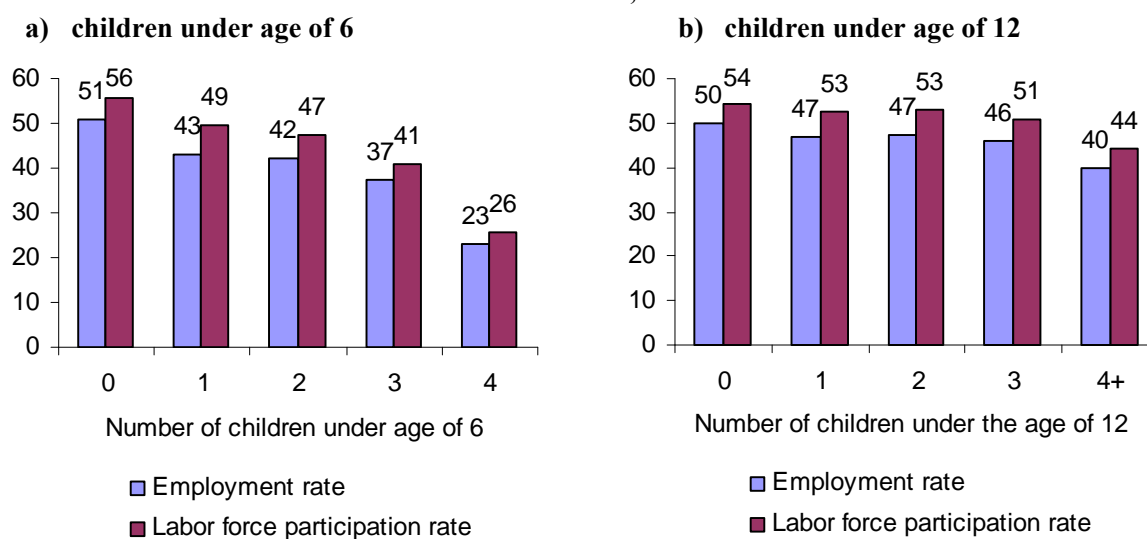 a) children under age of 6
60
50
40
30
20
10
0
51 56
43 49
42 47
37 41
23 26
0 1 2 3 4
Number of children under age of 6
Employment rate
Labor force participation rate
b) children under age of 12
60
50
40
30
20
10
0
50 54
47 53
47 53
46 51
40 44
0 1 2 3 4+
Number of children under the age of 12
Employment rate
Labor force participation rate